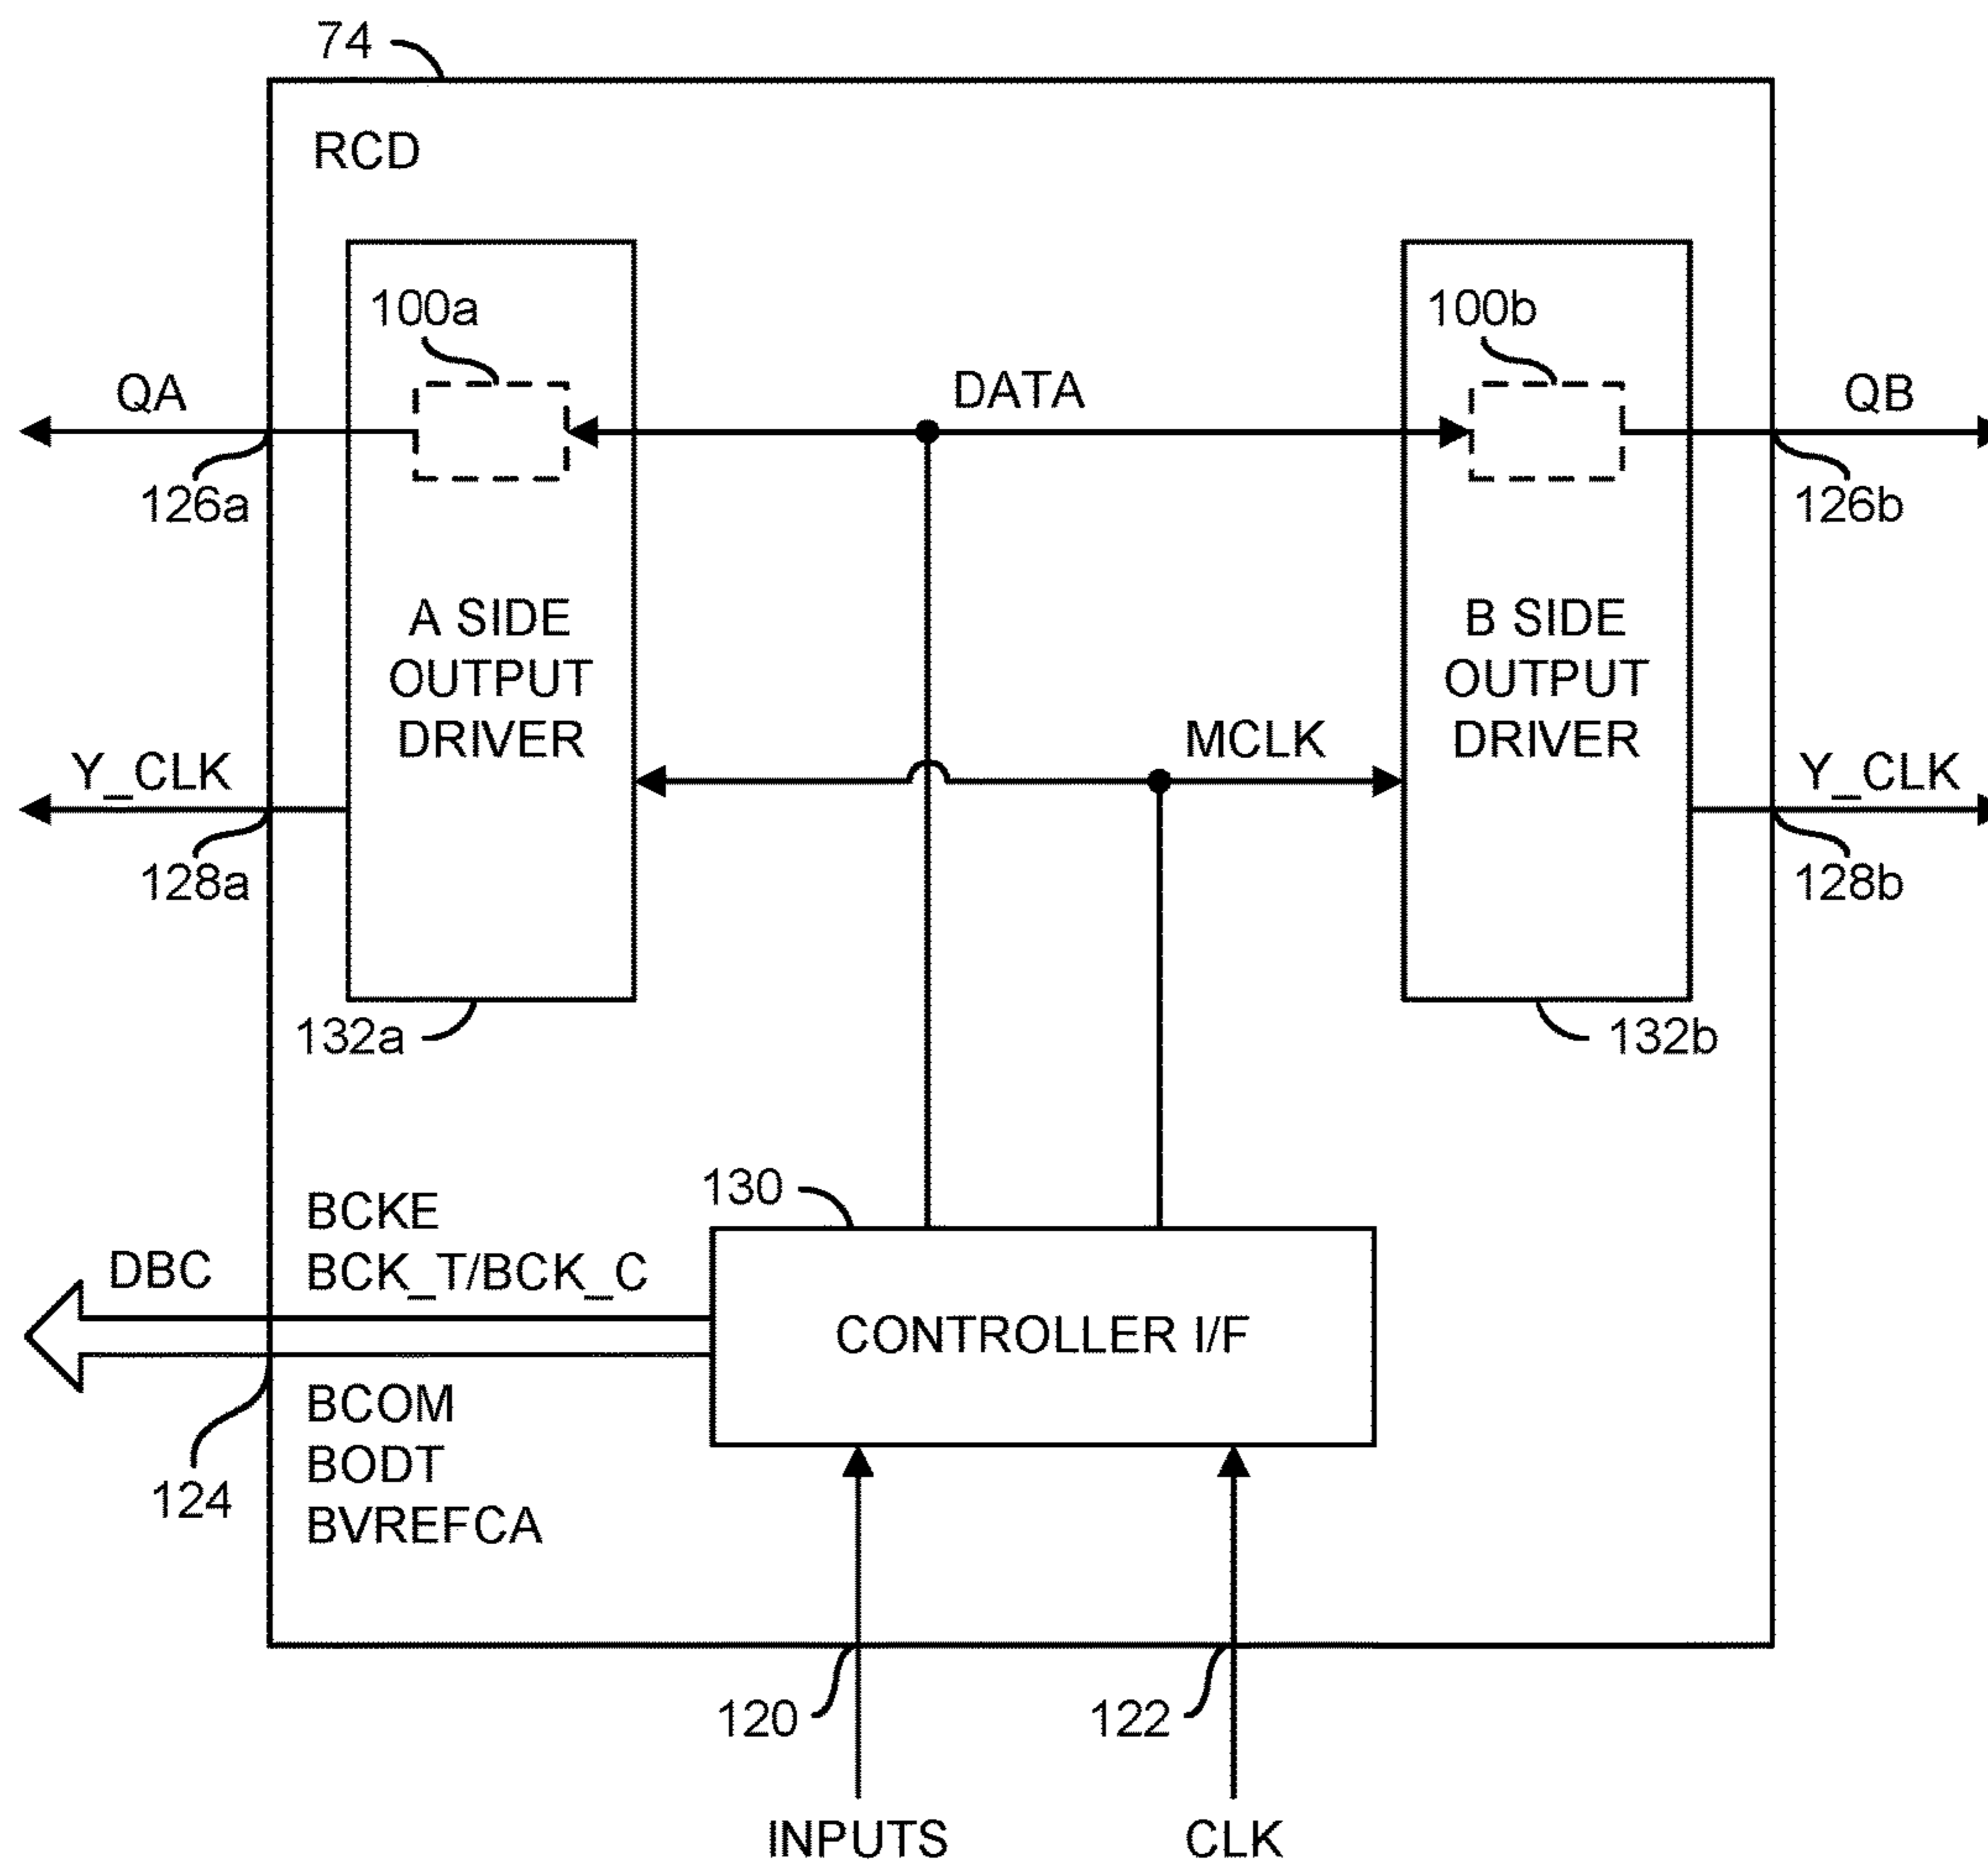 74
RCD
100a
100b
QA
DATA
QB
126a
126b
A SIDE
OUTPUT
DRIVER
B SIDE
OUTPUT
DRIVER
Y_CLK
MCLK
Y_CLK
128a
128b
132a
132b
130
BCKE
BCK_T/BCK_C
DBC
CONTROLLER I/F
BCOM
BODT
BVREFCA
124
120
122
INPUTS
CLK